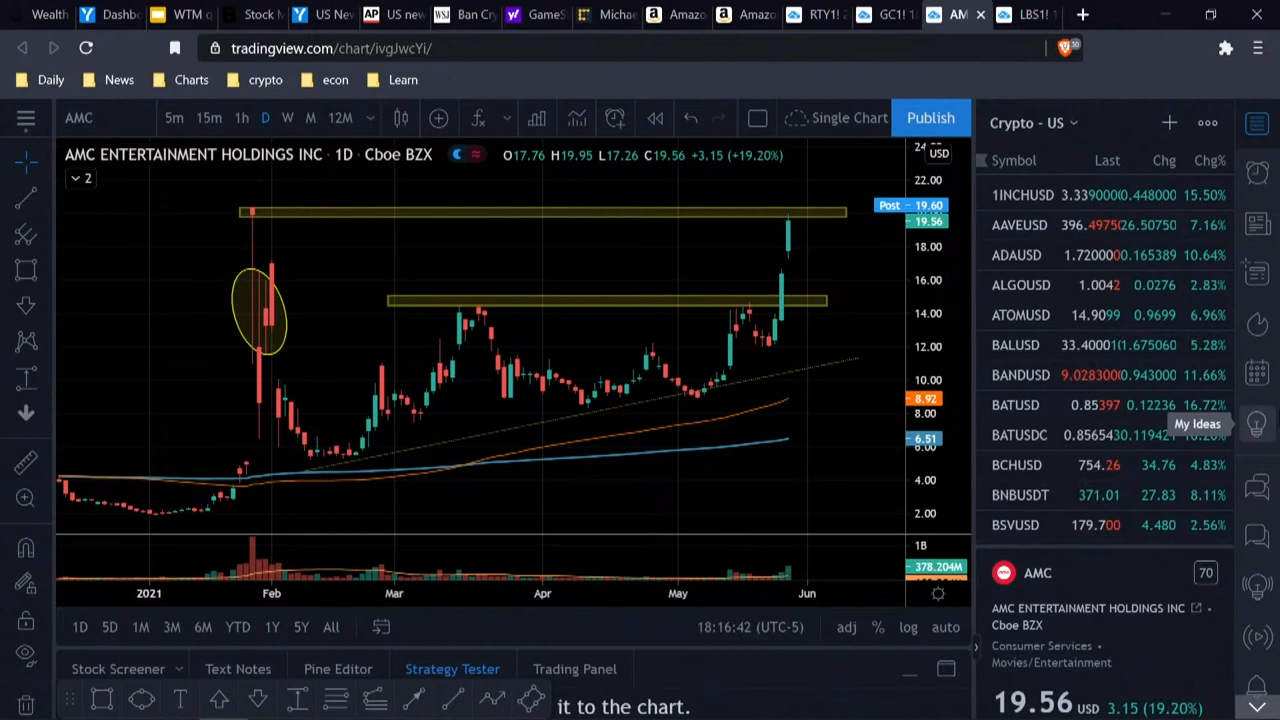 Wealth
Dashbo
WTM q
Stock M
US Nev
US new
Ban Cry
GameS
Michae
Amazo
Amazo
RTY1! 2
GC1! 1
AM
LBS1! 1
tradingview.com/chart/ivgJwcYi/
30
Daily
News
Charts
crypto
econ
Learn
AMC
5m 15m 1h D W M 12M
Single Chart
Publish
AMC ENTERTAINMENT HOLDINGS INC · 1D · Cboe BZX
O17.76 H19.95 L17.26 C19.56 +3.15 (+19.20%)
2
USD
22.00
Post 19.60
19.56
18.00
16.00
14.00
12.00
10.00
8.92
8.00
6.51
6.00
4.00
2.00
1B
378.204M
2021 Feb Mar Apr May Jun
1D 5D 1M 3M 6M YTD 1Y 5Y All
18:16:42 (UTC-5)
adj % log auto
Stock Screener
Text Notes
Pine Editor
Strategy Tester
Trading Panel
it to the chart.
Crypto - US
Symbol Last Chg Chg%
1INCHUSD 3.3390000 0.448000 15.50%
AAVEUSD 396.4975 26.50750 7.16%
ADAUSD 1.720000 0.165389 10.64%
ALGOUSD 1.0042 0.0276 2.83%
ATOMUSD 14.9099 0.9699 6.96%
BALUSD 33.40001 1.675060 5.28%
BANDUSD 9.028300 0.943000 11.66%
BATUSD 0.85397 0.12236 16.72%
My Ideas
BATUSDC 0.85654
BCHUSD 754.26 34.76 4.83%
BNBUSDT 371.01 27.83 8.11%
BSVUSD 179.700 4.480 2.56%
AMC
70
AMC ENTERTAINMENT HOLDINGS INC
Cboe BZX
Consumer Services
Movies/Entertainment
19.56 USD 3.15 (19.20%)